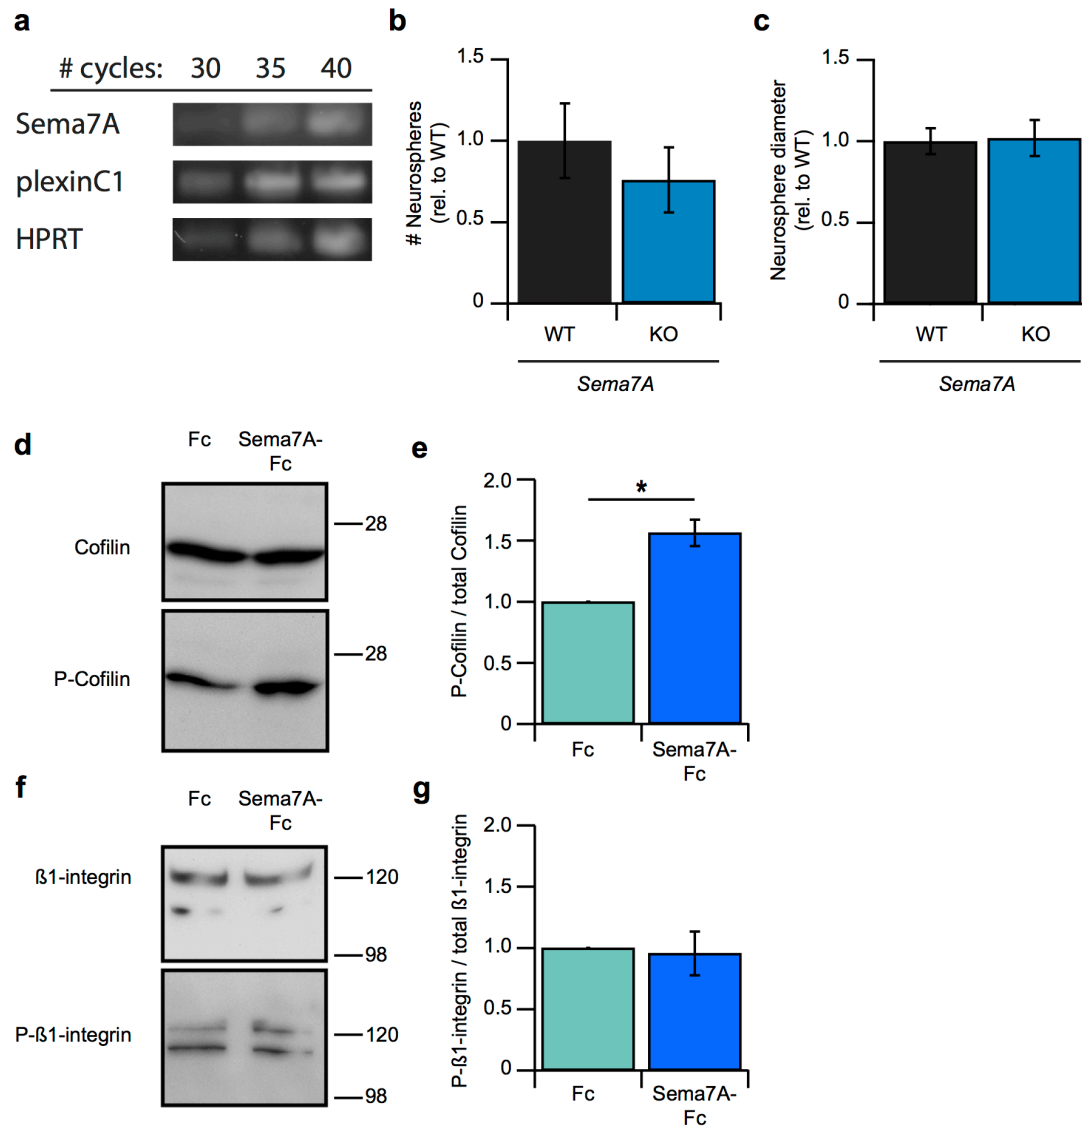 a
# cycles: 30 35 40
Sema7A
plexinC1
HPRT
b
# Neurospheres
(rel. to WT)
1.5
1.0
0.5
0
WT KO
Sema7A
c
Neurosphere diameter
(rel. to WT)
1.5
1.0
0.5
0
WT KO
Sema7A
d
Fc Sema7A-
Fc
Cofilin
28
P-Cofilin
28
e
P-Cofilin / total Cofilin
2.0
1.5
1.0
0.5
0
*
Fc Sema7A-
Fc
f
Fc Sema7A-
Fc
ß1-integrin
120
98
P-ß1-integrin
120
98
g
P-ß1-integrin / total ß1-integrin
2.0
1.5
1.0
0.5
0
Fc Sema7A-
Fc